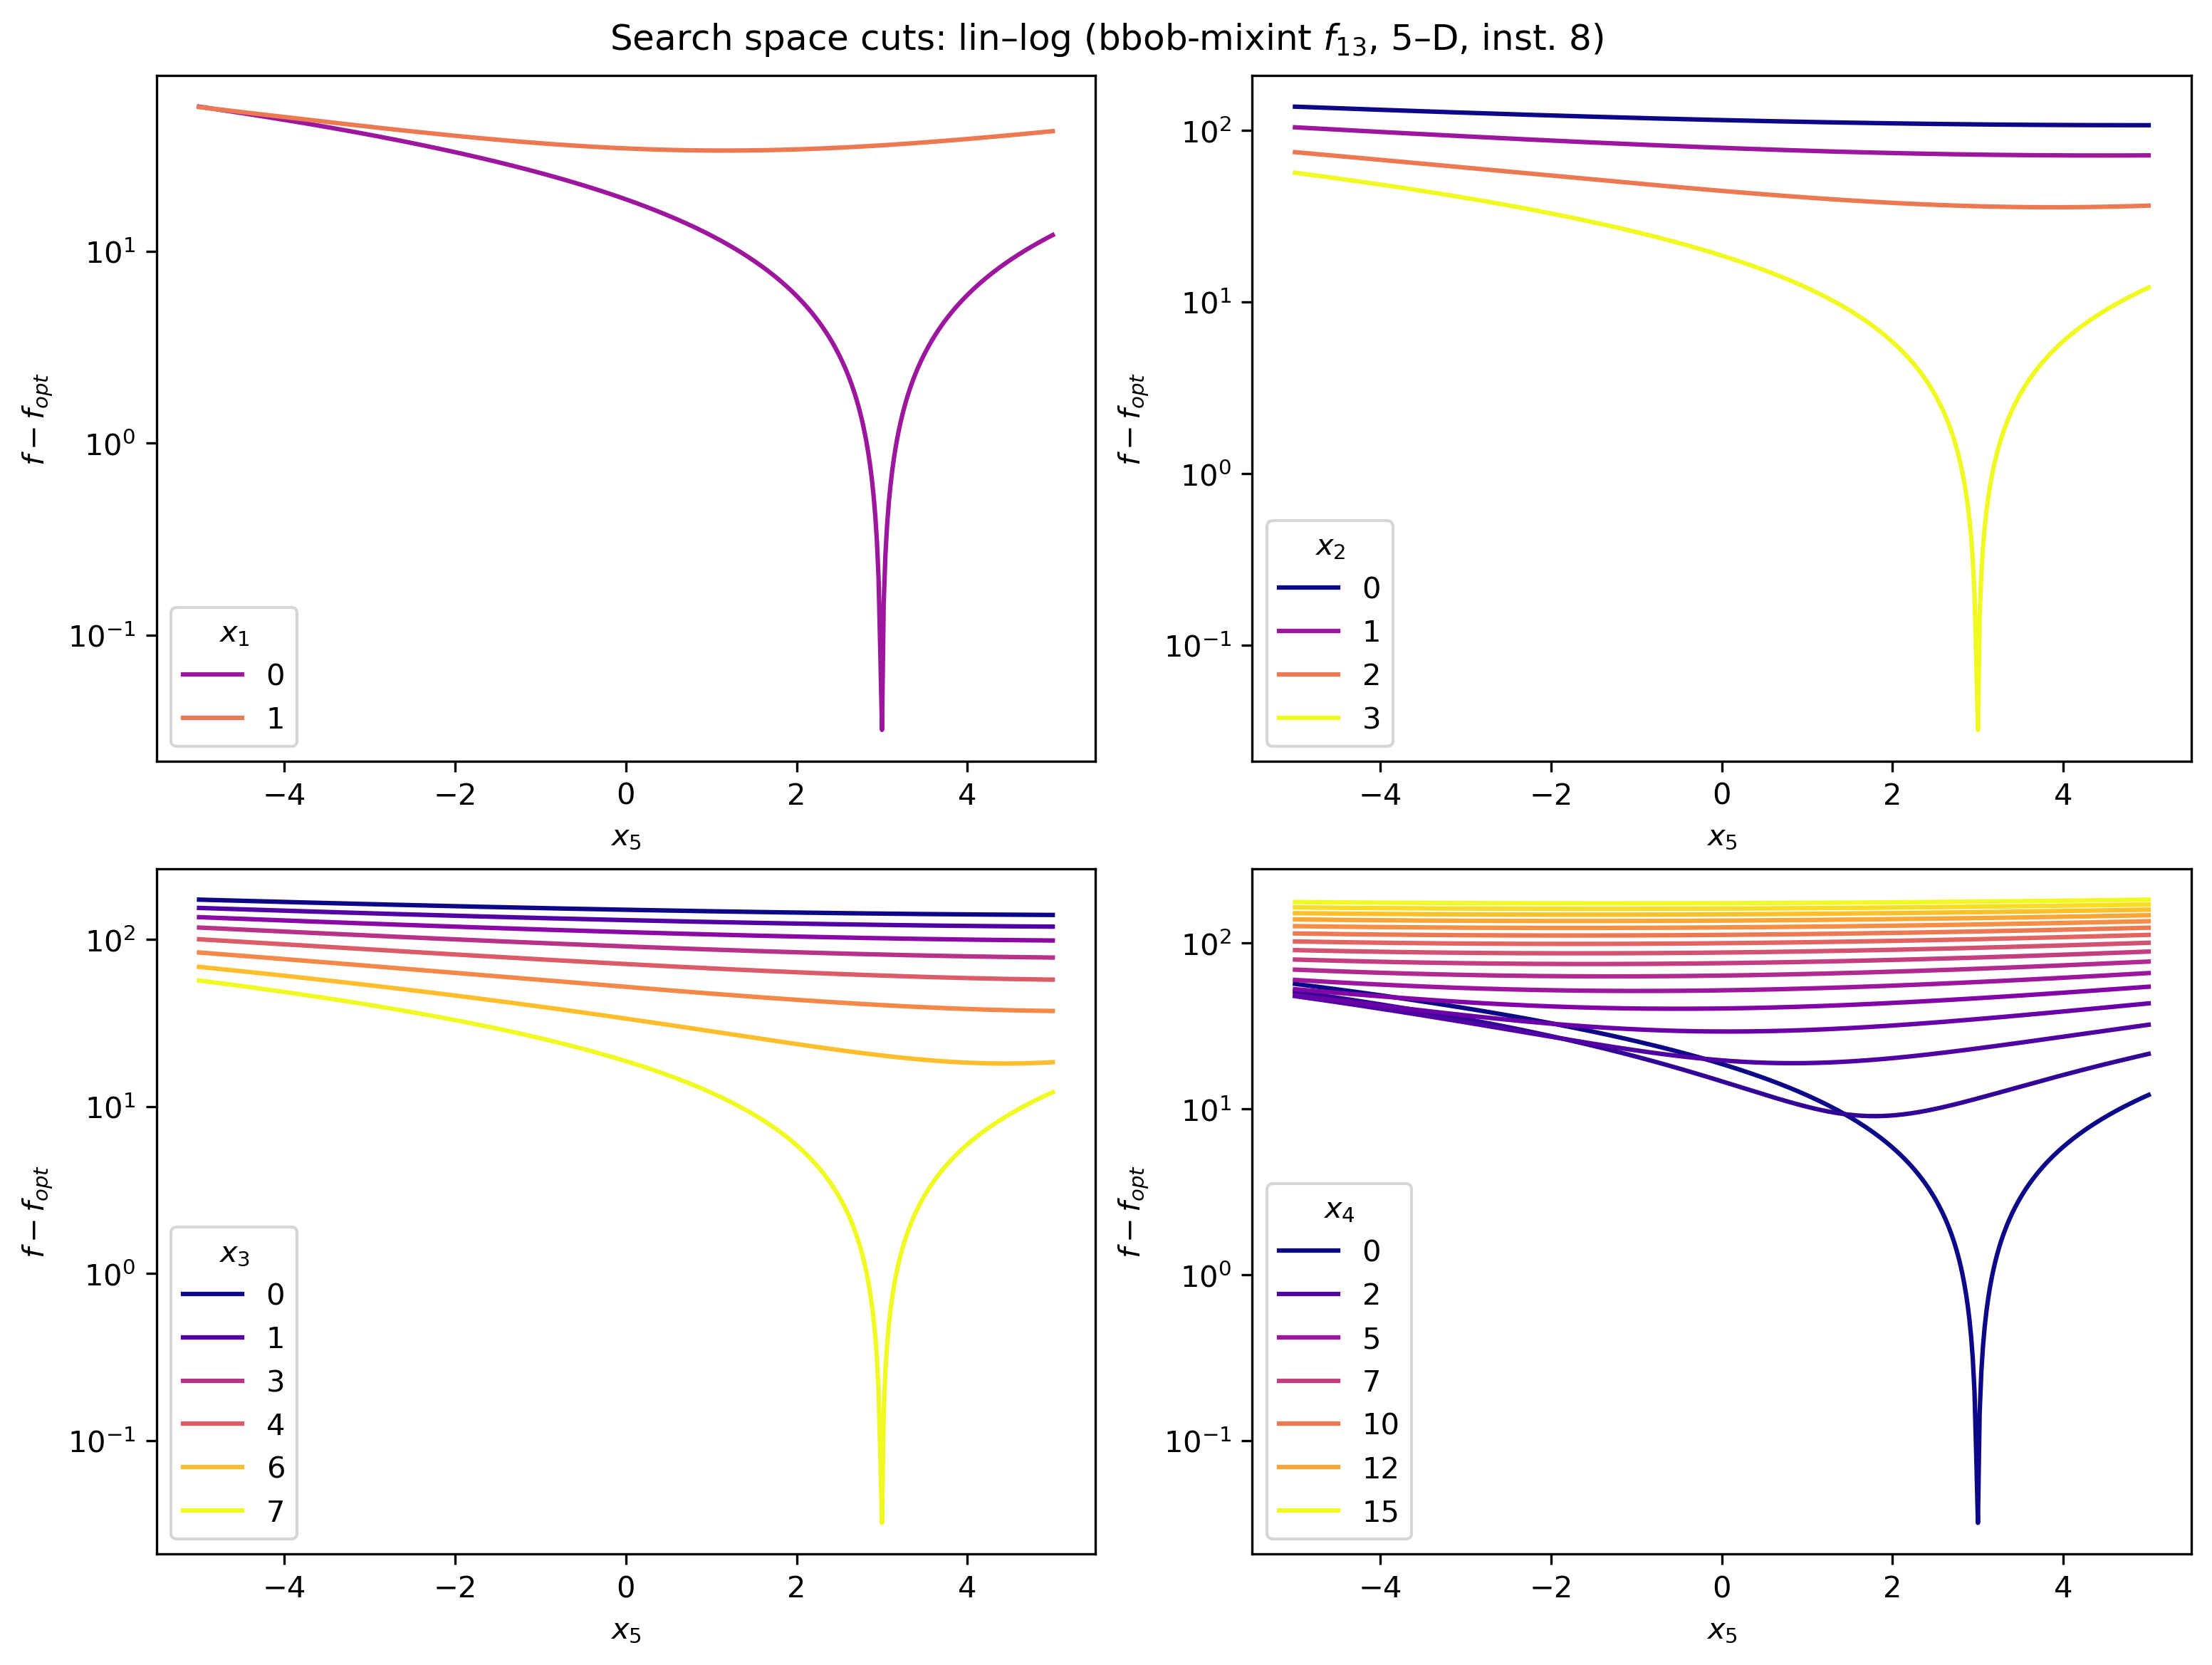 Search space cuts: lin–log (bbob-mixint f13, 5–D, inst. 8)
f − fopt
10^1
10^0
10^−1
x1
0
1
−4 −2 0 2 4
x5
f − fopt
10^2
10^1
10^0
10^−1
x2
0
1
2
3
−4 −2 0 2 4
x5
f − fopt
10^2
10^1
10^0
10^−1
x3
0
1
3
4
6
7
−4 −2 0 2 4
x5
f − fopt
10^2
10^1
10^0
10^−1
x4
0
2
5
7
10
12
15
−4 −2 0 2 4
x5